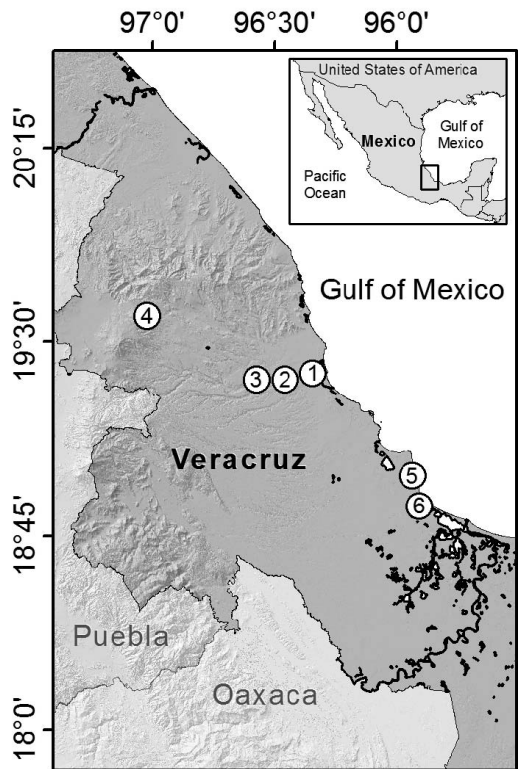 97°0'
96°30'
96°0'
United States of America
Mexico
Gulf of
Mexico
Pacific
Ocean
20°15'
Gulf of Mexico
4
19°30'
3
2
1
Veracruz
5
6
18°45'
Puebla
Oaxaca
18°0'